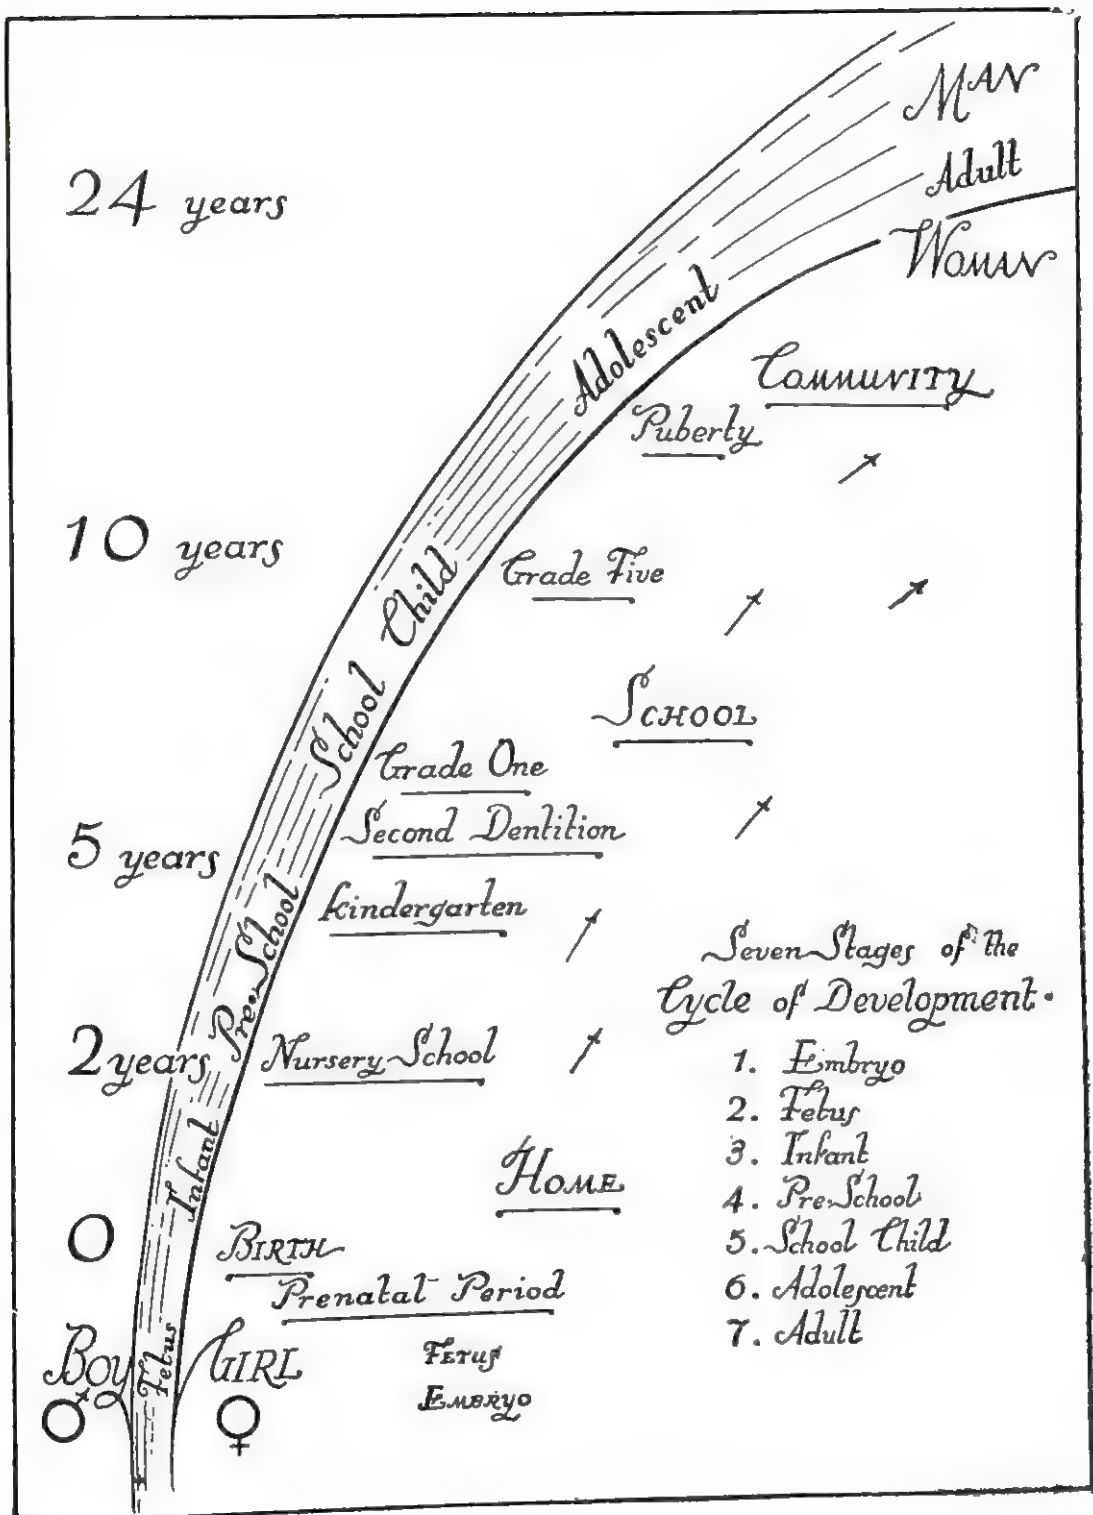 MAN
Adult
WOMAN
24 years
Adolescent
COMMUNITY
Puberty
10 years
Grade Five
School Child
SCHOOL
Grade One
Second Dentition
5 years
Kindergarten
Pre-School
Seven Stages of the
Cycle of Development.
2 years
Nursery School
1. Embryo
2. Fetus
3. Infant
4. Pre-School
5. School Child
6. Adolescent
7. Adult
Infant
HOME
0
BIRTH
Prenatal Period
BOY
Fetus
GIRL
♂
♀
FETUS
EMBRYO